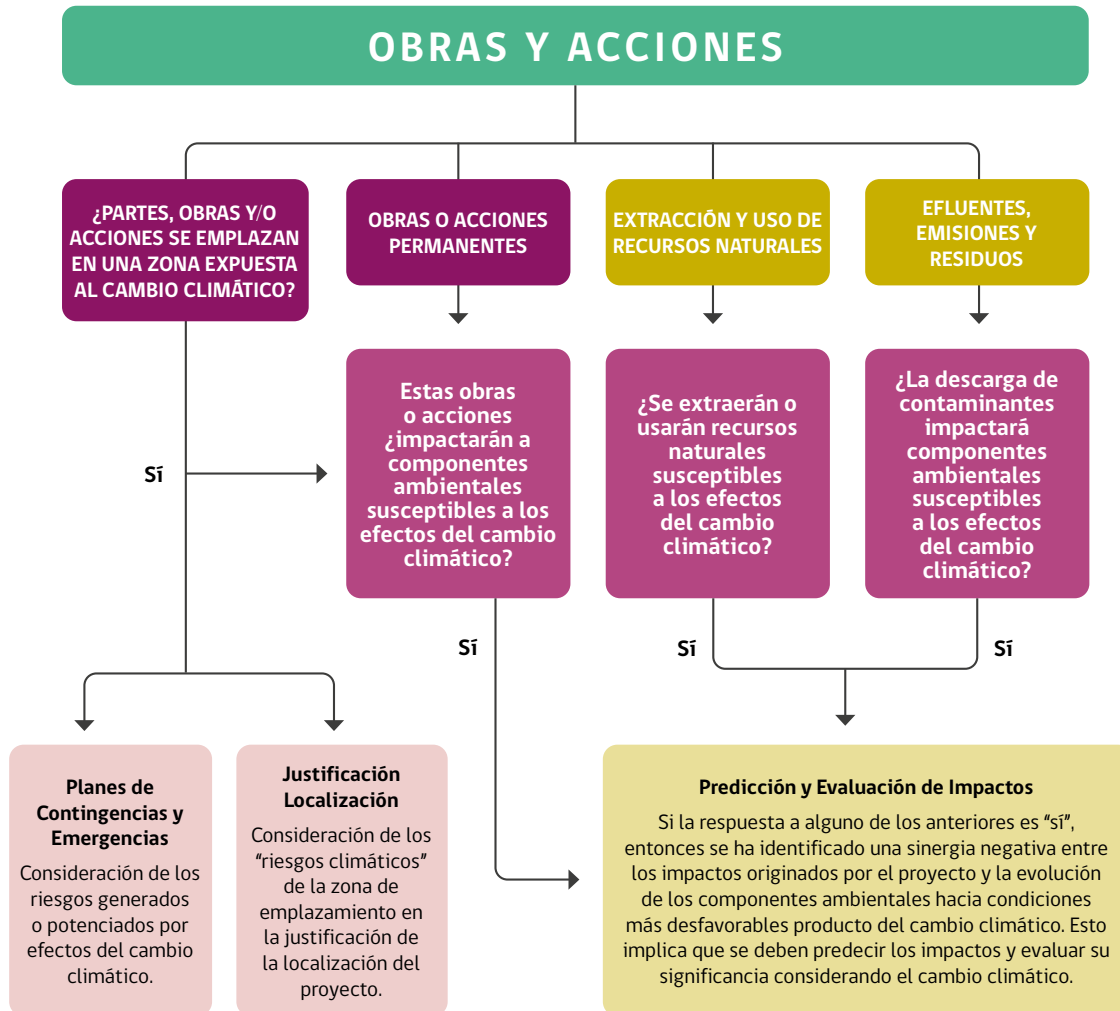 OBRAS Y ACCIONES
¿PARTES, OBRAS Y/O
ACCIONES SE EMPLAZAN
EN UNA ZONA EXPUESTA
AL CAMBIO CLIMÁTICO?
OBRAS O ACCIONES
PERMANENTES
EXTRACCIÓN Y USO DE
RECURSOS NATURALES
EFLUENTES,
EMISIONES Y
RESIDUOS
Estas obras
o acciones
¿impactarán a
componentes
ambientales
susceptibles a los
efectos del cambio
climático?
¿Se extraerán o
usarán recursos
naturales
susceptibles
a los efectos
del cambio
climático?
¿La descarga de
contaminantes
impactará
componentes
ambientales
susceptibles
a los efectos
del cambio
climático?
Sí
Sí
Sí
Sí
Planes de
Contingencias y
Emergencias
Consideración de los
riesgos generados
o potenciados por
efectos del cambio
climático.
Justificación
Localización
Consideración de los
"riesgos climáticos"
de la zona de
emplazamiento en
la justificación de
la localización del
proyecto.
Predicción y Evaluación de Impactos
Si la respuesta a alguno de los anteriores es "sí",
entonces se ha identificado una sinergia negativa entre
los impactos originados por el proyecto y la evolución
de los componentes ambientales hacia condiciones
más desfavorables producto del cambio climático. Esto
implica que se deben predecir los impactos y evaluar su
significancia considerando el cambio climático.